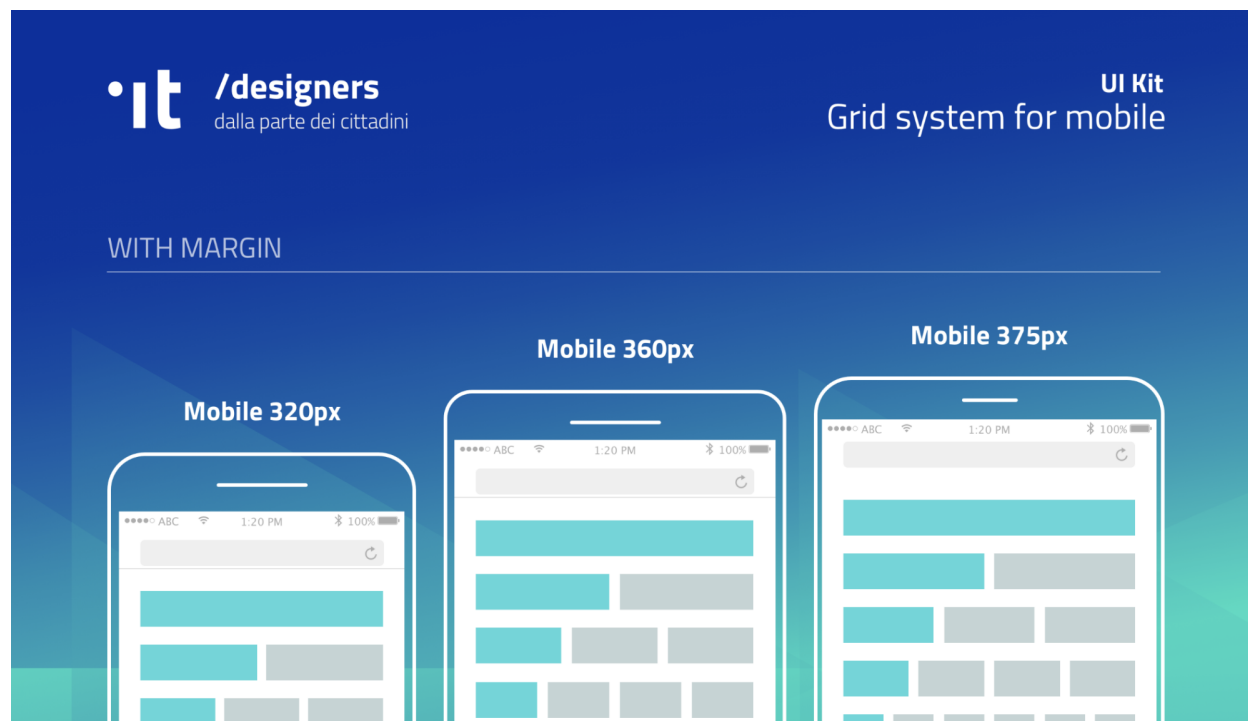 it
/designers
dalla parte dei cittadini
UI Kit
Grid system for mobile
WITH MARGIN
Mobile 320px
Mobile 360px
Mobile 375px
ABC 1:20 PM 100%
ABC 1:20 PM 100%
ABC 1:20 PM 100%